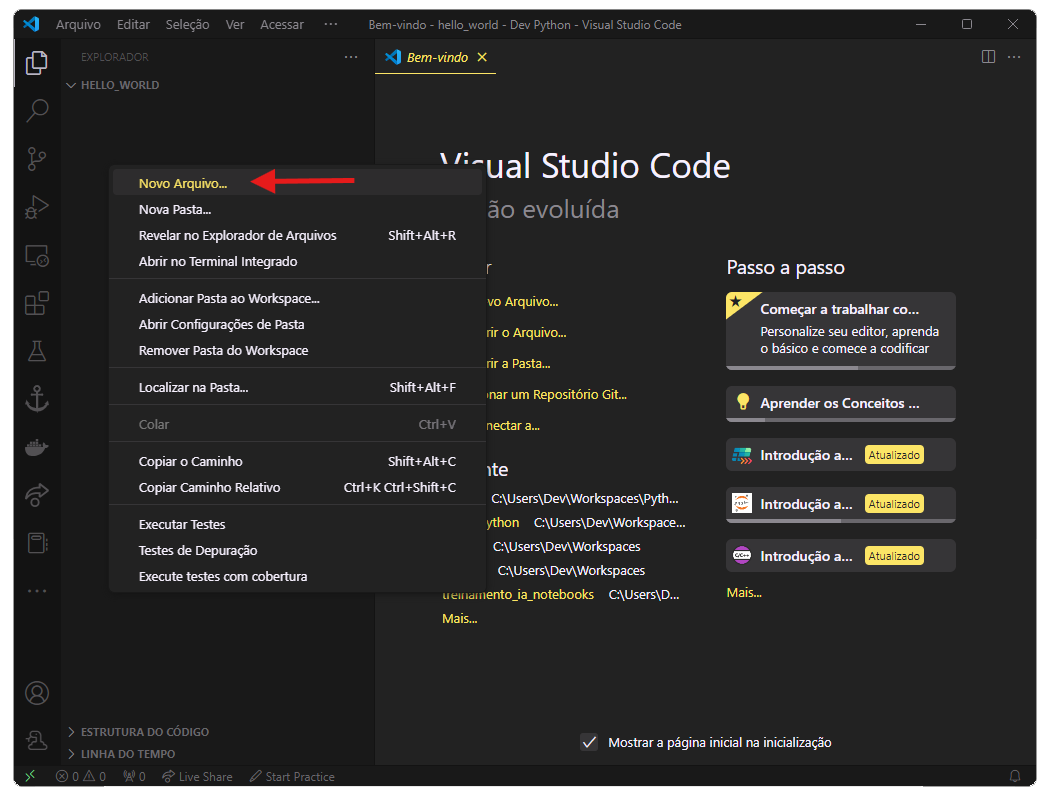 Arquivo Editar Seleção Ver Acessar ··· Bem-vindo - hello_world - Dev Python - Visual Studio Code
EXPLORADOR ···
HELLO_WORLD
Bem-vindo
Visual Studio Code
ão evoluída
Novo Arquivo...
Nova Pasta...
Revelar no Explorador de Arquivos Shift+Alt+R
Abrir no Terminal Integrado
Adicionar Pasta ao Workspace...
Abrir Configurações de Pasta
Remover Pasta do Workspace
Localizar na Pasta... Shift+Alt+F
Colar Ctrl+V
Copiar o Caminho Shift+Alt+C
Copiar Caminho Relativo Ctrl+K Ctrl+Shift+C
Executar Testes
Testes de Depuração
Execute testes com cobertura
r
vo Arquivo...
rir o Arquivo...
rir a Pasta...
nar um Repositório Git...
nectar a...
nte
C:\Users\Dev\Workspaces\Pyth...
ython C:\Users\Dev\Workspace...
C:\Users\Dev\Workspaces
C:\Users\Dev\Workspaces
treinamento_ia_notebooks C:\Users\D...
Mais...
Passo a passo
Começar a trabalhar co...
Personalize seu editor, aprenda
o básico e comece a codificar
Aprender os Conceitos ...
Introdução a... Atualizado
Introdução a... Atualizado
C/C++ Introdução a... Atualizado
Mais...
Mostrar a página inicial na inicialização
ESTRUTURA DO CÓDIGO
LINHA DO TEMPO
0 0 0 Live Share Start Practice